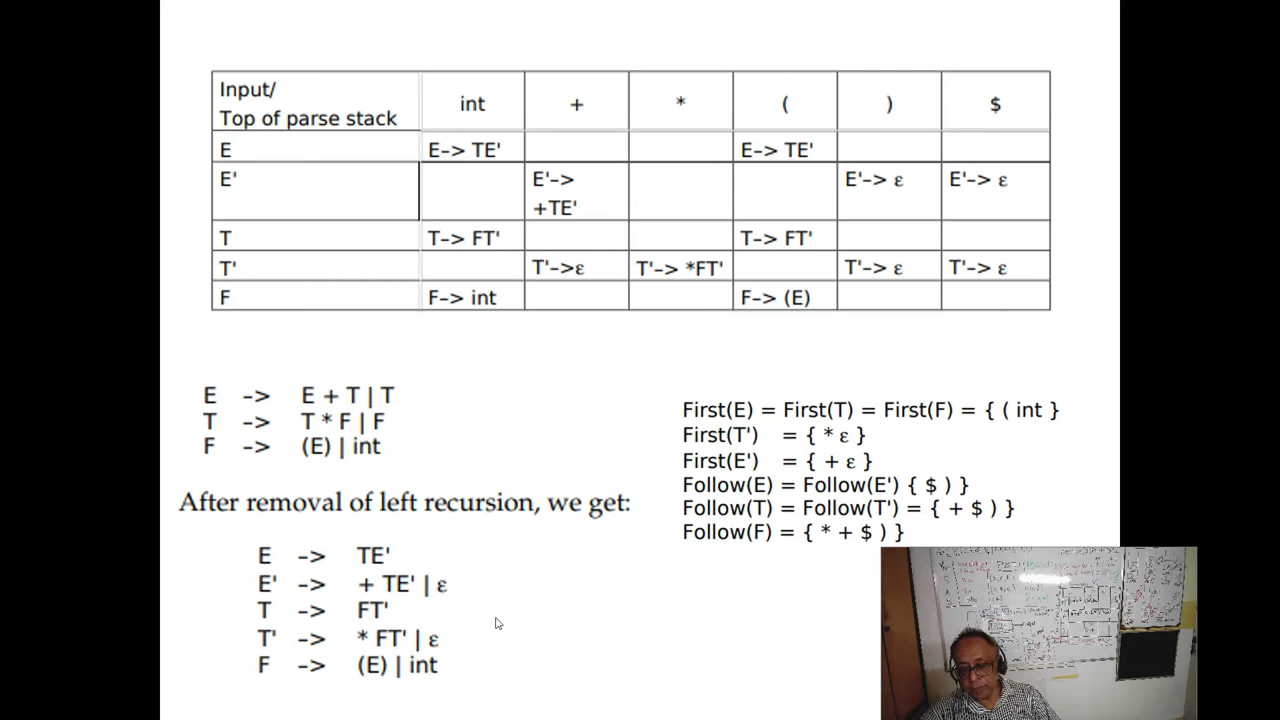 Input/
Top of parse stack int + * ( ) $
E E–> TE' E–> TE'
E' E'–> E'–> ε E'–> ε
+TE'
T T–> FT' T–> FT'
T' T'–>ε T'–> *FT' T'–> ε T'–> ε
F F–> int F–> (E)
E –> E + T | T
T –> T * F | F
F –> (E) | int
After removal of left recursion, we get:
E –> TE'
E' –> + TE' | ε
T –> FT'
T' –> * FT' | ε
F –> (E) | int
First(E) = First(T) = First(F) = { ( int }
First(T') = { * ε }
First(E') = { + ε }
Follow(E) = Follow(E') { $ ) }
Follow(T) = Follow(T') = { + $ ) }
Follow(F) = { * + $ ) }